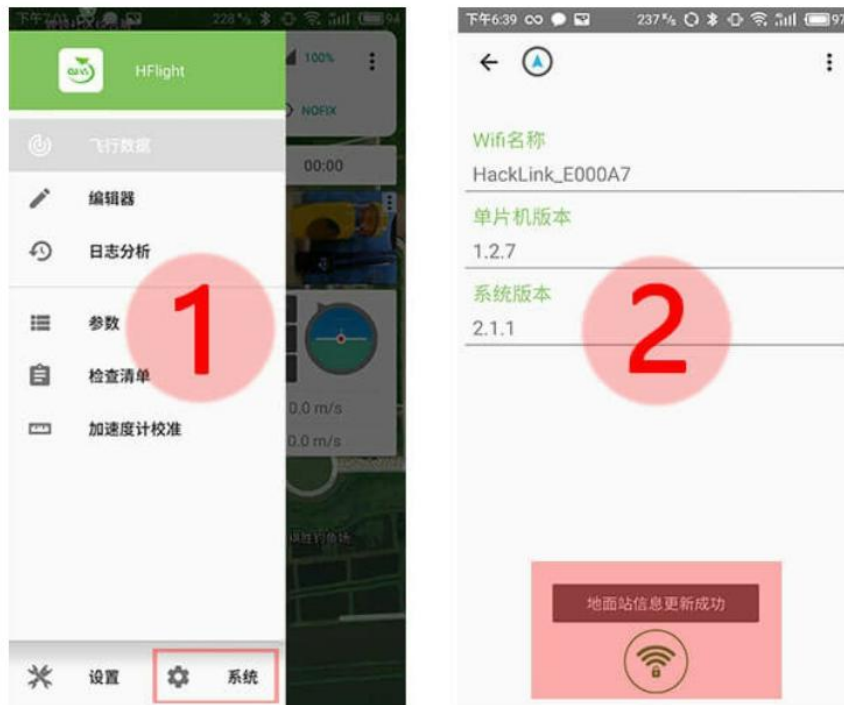 228 K/s 94
HFlight
100%
NOFIX
飞行数据
00:00
编辑器
日志分析
参数
检查清单
0.0 m/s
加速度计校准
0.0 m/s
设置
系统
1
下午6:39 237 K/s 97
Wifi名称
HackLink_E000A7
单片机版本
1.2.7
系统版本
2.1.1
2
地面站信息更新成功